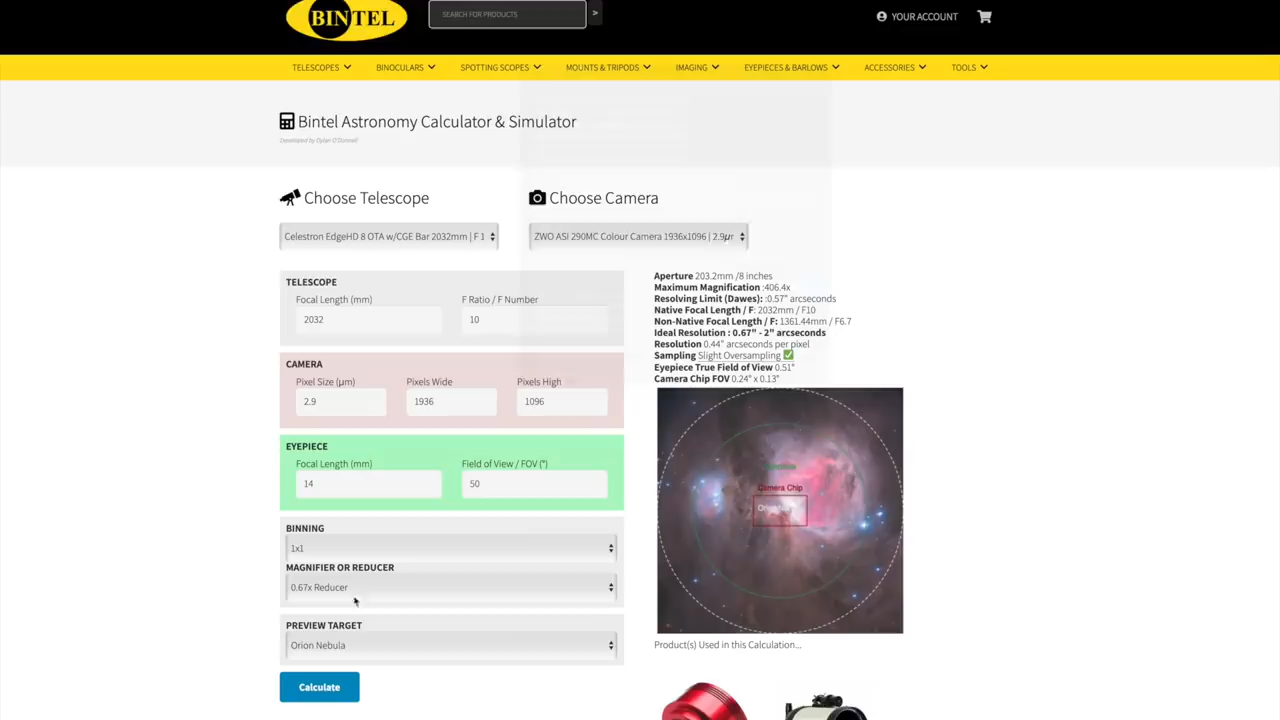 BINTEL
SEARCH FOR PRODUCTS
>
YOUR ACCOUNT
TELESCOPES
BINOCULARS
SPOTTING SCOPES
MOUNTS & TRIPODS
IMAGING
EYEPIECES & BARLOWS
ACCESSORIES
TOOLS
Bintel Astronomy Calculator & Simulator
Developed by Dylan O'Donnell
Choose Telescope
Choose Camera
Celestron EdgeHD 8 OTA w/CGE Bar 2032mm | F 1
ZWO ASI 290MC Colour Camera 1936x1096 | 2.9μm
TELESCOPE
Focal Length (mm)
F Ratio / F Number
2032
10
CAMERA
Pixel Size (μm)
Pixels Wide
Pixels High
2.9
1936
1096
EYEPIECE
Focal Length (mm)
Field of View / FOV (°)
14
50
BINNING
1x1
MAGNIFIER OR REDUCER
0.67x Reducer
PREVIEW TARGET
Orion Nebula
Calculate
Aperture 203.2mm /8 inches
Maximum Magnification :406.4x
Resolving Limit (Dawes): :0.57" arcseconds
Native Focal Length / F: 2032mm / F10
Non-Native Focal Length / F: 1361.44mm / F6.7
Ideal Resolution : 0.67" - 2" arcseconds
Resolution 0.44" arcseconds per pixel
Sampling Slight Oversampling
Eyepiece True Field of View 0.51°
Camera Chip FOV 0.24° x 0.13°
Camera Chip
Product(s) Used in this Calculation...